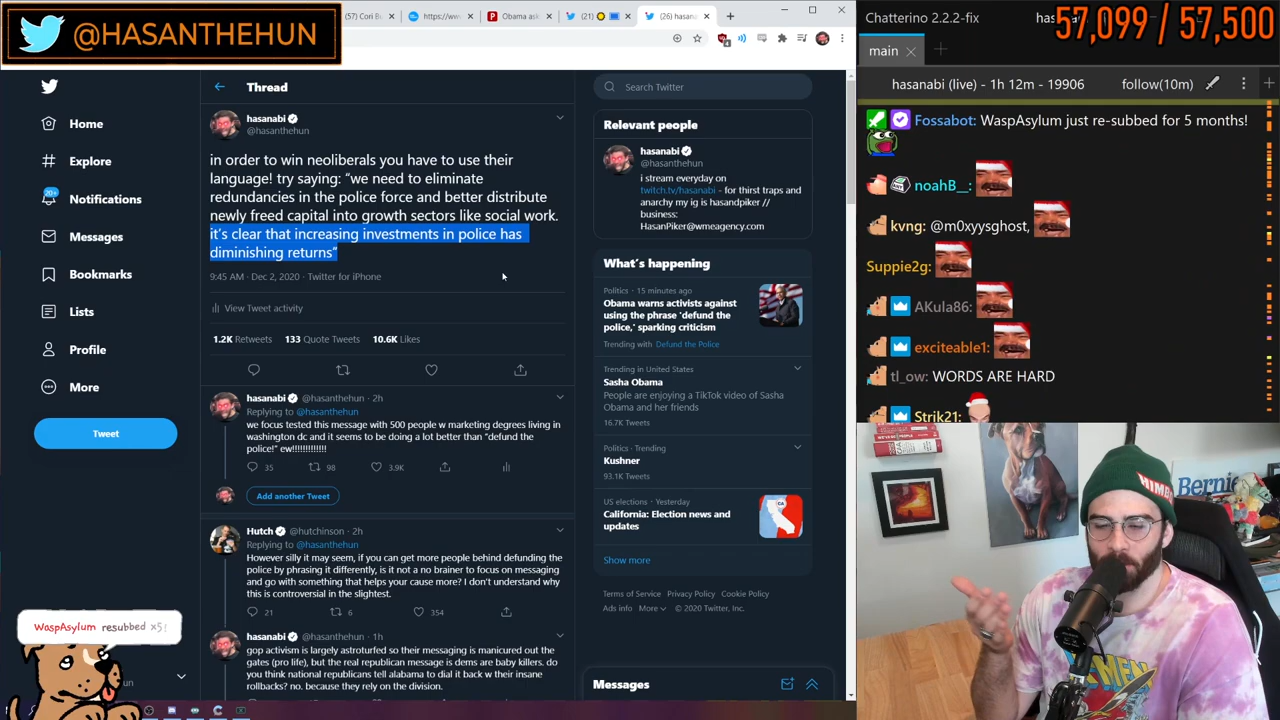 @HASANTHEHUN
(57) Cori B
https://wwv
Obama ask
(21)
(26) hasana
Chatterino 2.2.2-fix
57,099 / 57,500
main
hasanabi (live) - 1h 12m - 19906
follow(10m)
Fossabot: WaspAsylum just re-subbed for 5 months!
noahB__:
kvng: @m0xyysghost,
Suppie2g:
AKula86:
exciteable1:
tl_ow: WORDS ARE HARD
Strik21:
Home
Explore
20+
Notifications
Messages
Bookmarks
Lists
Profile
More
Tweet
Thread
hasanabi
@hasanthehun
in order to win neoliberals you have to use their
language! try saying: “we need to eliminate
redundancies in the police force and better distribute
newly freed capital into growth sectors like social work.
it’s clear that increasing investments in police has
diminishing returns“
9:45 AM · Dec 2, 2020 · Twitter for iPhone
View Tweet activity
1.2K Retweets 133 Quote Tweets 10.6K Likes
hasanabi @hasanthehun · 2h
Replying to @hasanthehun
we focus tested this message with 500 people w marketing degrees living in
washington dc and it seems to be doing a lot better than “defund the
police!” ew!!!!!!!!!!!!!
35 98 3.9K
Add another Tweet
Hutch @hutchinson · 2h
Replying to @hasanthehun
However silly it may seem, if you can get more people behind defunding the
police by phrasing it differently, is it not a no brainer to focus on messaging
and go with something that helps your cause more? I don't understand why
this is controversial in the slightest.
21 6 354
hasanabi @hasanthehun · 1h
gop activism is largely astroturfed so their messaging is manicured out the
gates (pro life), but the real republican message is dems are baby killers. do
you think national republicans tell alabama to dial it back w their insane
rollbacks? no. because they rely on the division.
Search Twitter
Relevant people
hasanabi
@hasanthehun
i stream everyday on
twitch.tv/hasanabi - for thirst traps and
anarchy my ig is hasandpiker //
business:
HasanPiker@wmeagency.com
What’s happening
Politics · 15 minutes ago
Obama warns activists against
using the phrase 'defund the
police,' sparking criticism
Trending with Defund the Police
Trending in United States
Sasha Obama
People are enjoying a TikTok video of Sasha
Obama and her friends
16.7K Tweets
Politics · Trending
Kushner
93.1K Tweets
US elections · Yesterday
California: Election news and
updates
Show more
Terms of Service Privacy Policy Cookie Policy
Ads info More © 2020 Twitter, Inc.
Messages
WaspAsylum resubbed x5!
Bernie
HIMB